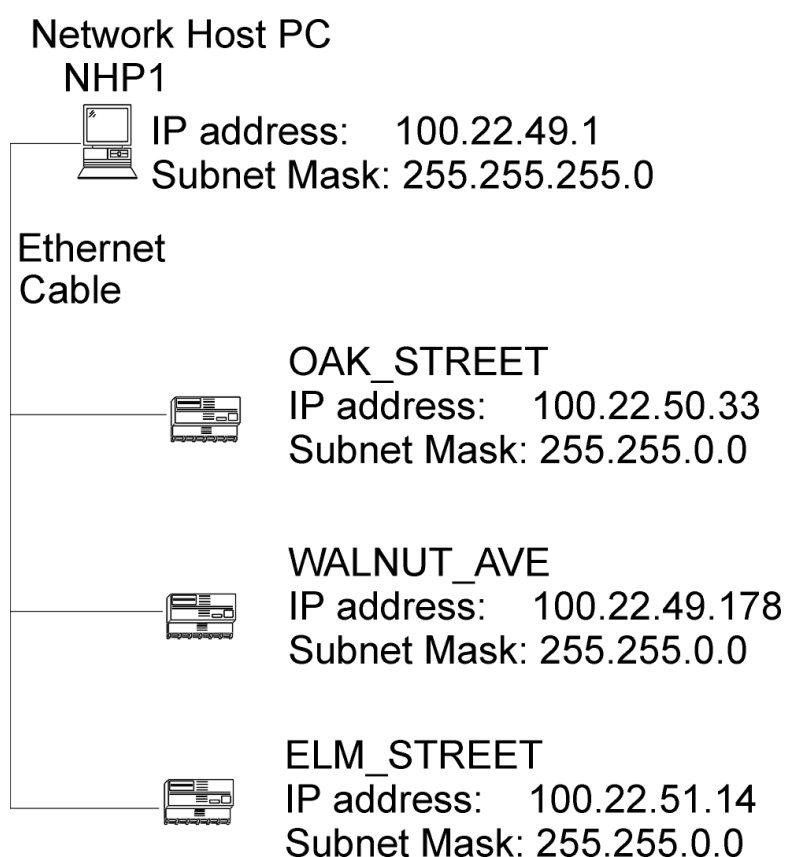 Network Host PC
NHP1
IP address: 100.22.49.1
Subnet Mask: 255.255.255.0
Ethernet
Cable
OAK_STREET
IP address: 100.22.50.33
Subnet Mask: 255.255.0.0
WALNUT_AVE
IP address: 100.22.49.178
Subnet Mask: 255.255.0.0
ELM_STREET
IP address: 100.22.51.14
Subnet Mask: 255.255.0.0